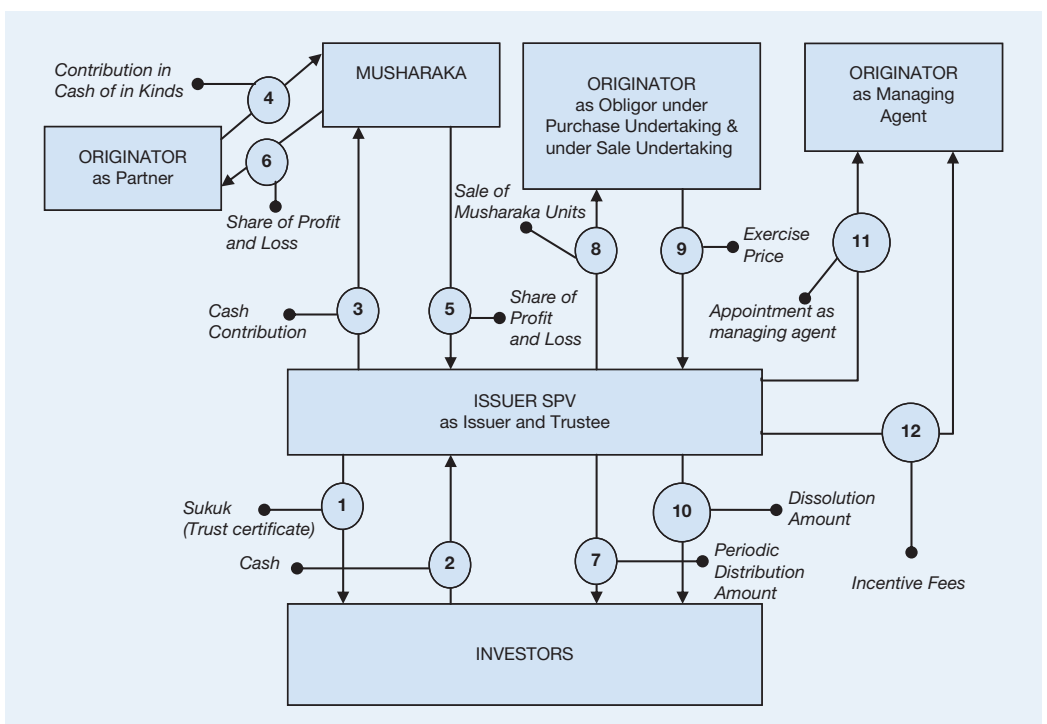 Contribution in
Cash of in Kinds
4
MUSHARAKA
ORIGINATOR
as Obligor under
Purchase Undertaking &
under Sale Undertaking
ORIGINATOR
as Managing
Agent
ORIGINATOR
as Partner
6
Share of Profit
and Loss
Sale of
Musharaka Units
8
9
Exercise
Price
11
Appointment as
managing agent
Cash
Contribution
3
5
Share of
Profit
and Loss
ISSUER SPV
as Issuer and Trustee
12
Incentive Fees
Sukuk
(Trust certificate)
1
Cash
2
7
Periodic
Distribution
Amount
10
Dissolution
Amount
INVESTORS